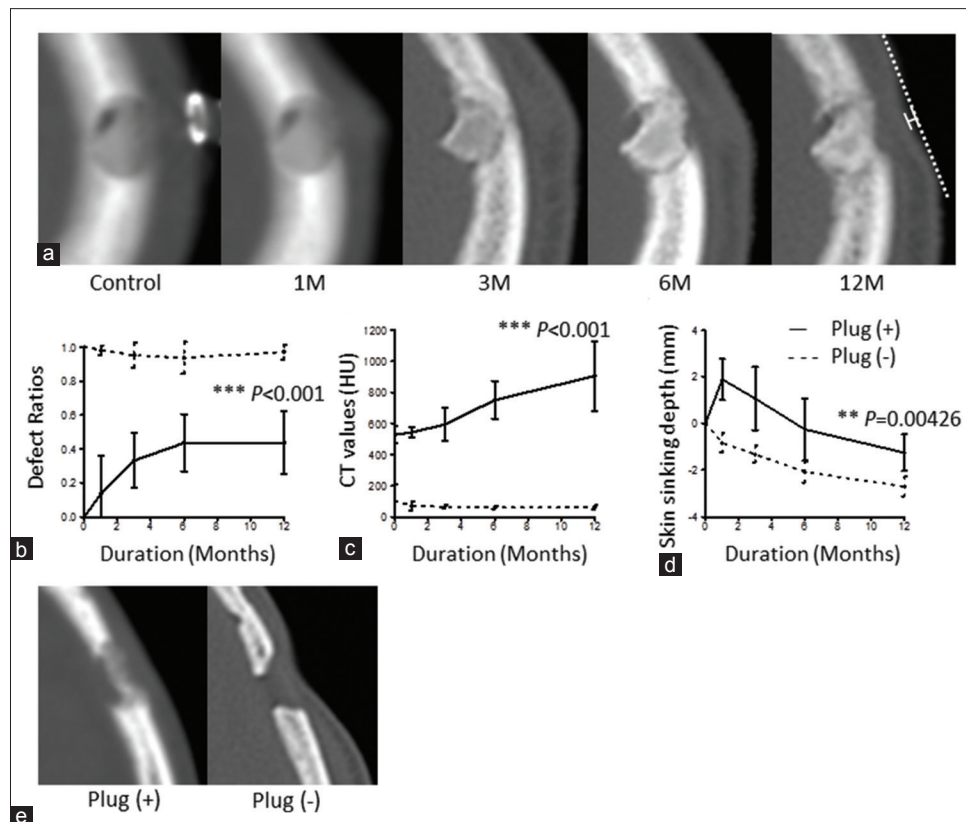 a
Control 1M 3M 6M 12M
*** P<0.001
Defect Ratios
1.0
0.8
0.6
0.4
0.2
0.0
0 2 4 6 8 10 12
Duration (Months)
b
*** P<0.001
CT values (HU)
1200
1000
800
600
400
200
0
0 2 4 6 8 10 12
Duration (Months)
c
Plug (+)
Plug (-)
** P=0.00426
Skin sinking depth (mm)
4
2
0
-2
-4
0 2 4 6 8 10 12
Duration (Months)
d
Plug (+) Plug (-)
e